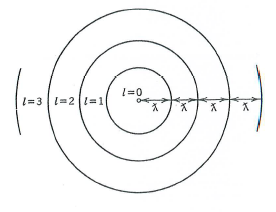 l=0
l=3 l=2 l=1
ƛ ƛ ƛ ƛ